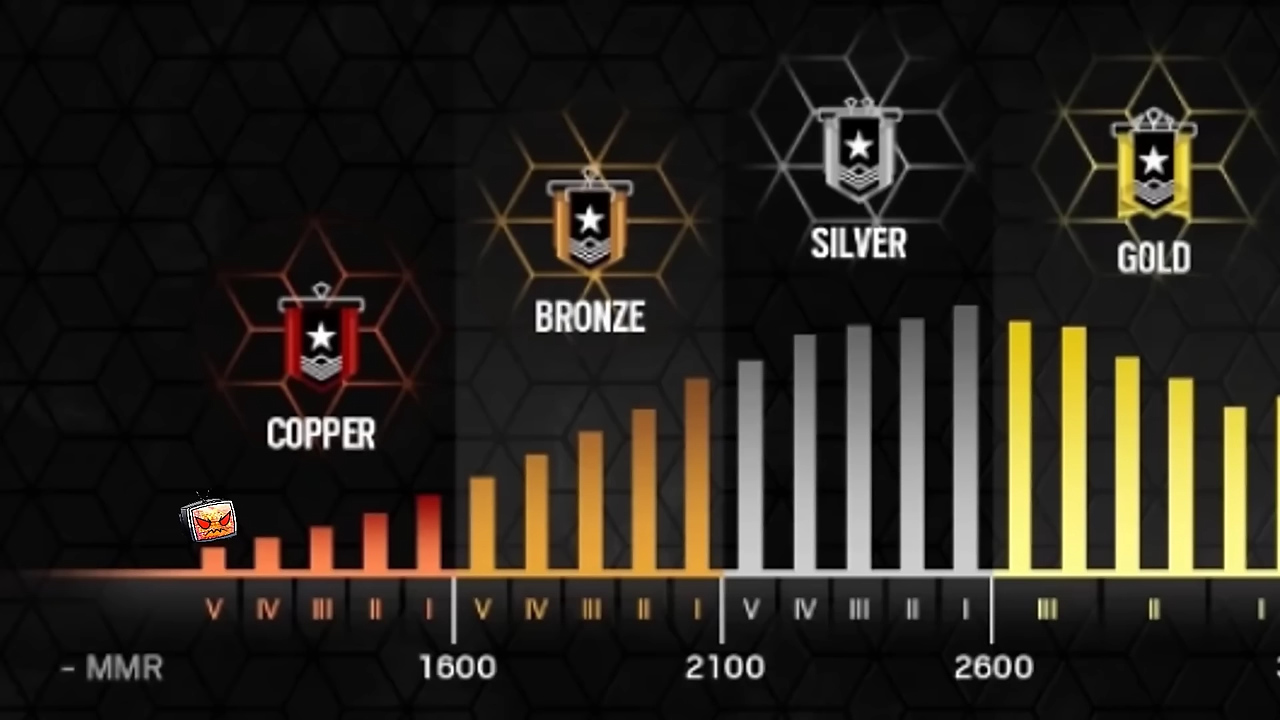 SILVER
GOLD
BRONZE
COPPER
V IV III II I V IV III II I V IV III II I III II I
- MMR 1600 2100 2600